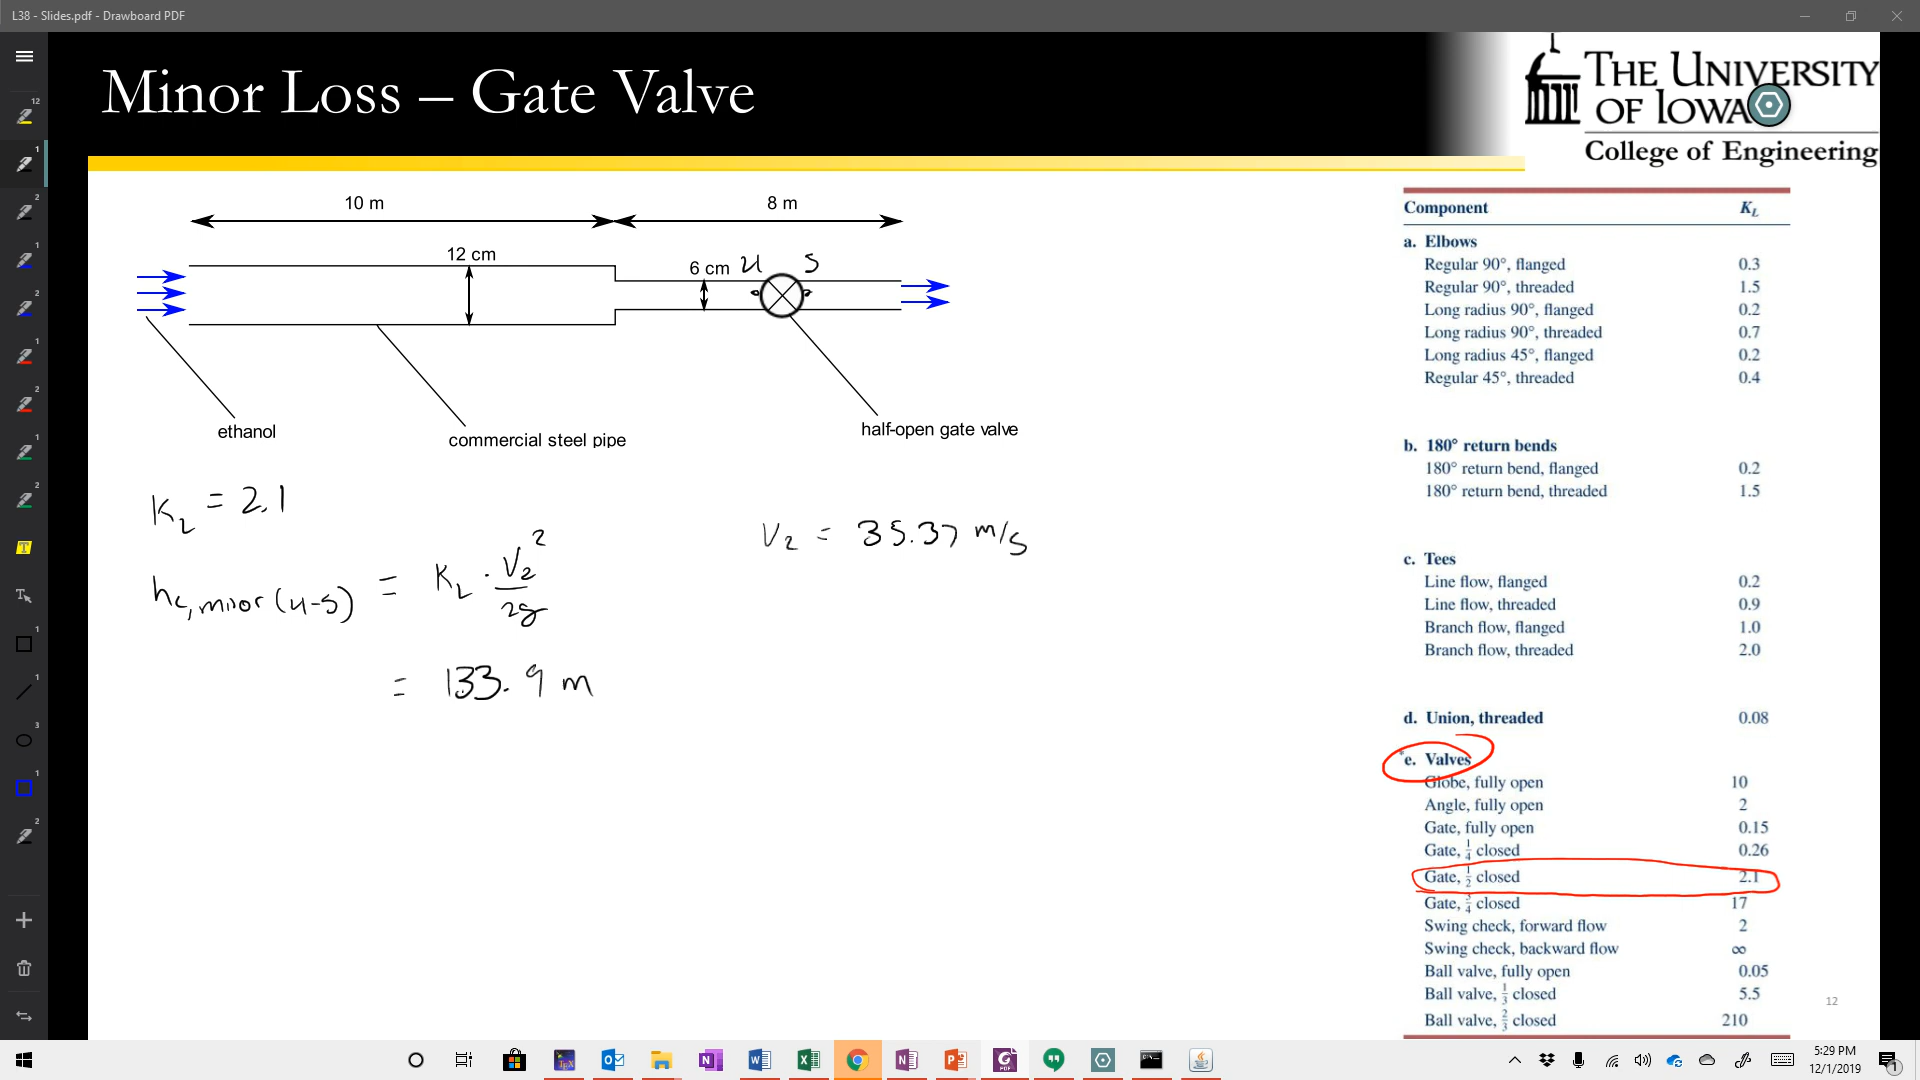 L38 - Slides.pdf - Drawboard PDF
Minor Loss – Gate Valve
THE UNIVERSITY
OF IOWA
College of Engineering
10 m
8 m
12 cm
6 cm
4
5
ethanol
commercial steel pipe
half-open gate valve
K_L = 2.1
h_L,minor (4-5) = K_L · V_2^2 / 2g
= 133.9 m
V_2 = 35.37 m/s
Component K_L
a. Elbows
Regular 90°, flanged 0.3
Regular 90°, threaded 1.5
Long radius 90°, flanged 0.2
Long radius 90°, threaded 0.7
Long radius 45°, flanged 0.2
Regular 45°, threaded 0.4
b. 180° return bends
180° return bend, flanged 0.2
180° return bend, threaded 1.5
c. Tees
Line flow, flanged 0.2
Line flow, threaded 0.9
Branch flow, flanged 1.0
Branch flow, threaded 2.0
d. Union, threaded 0.08
*e. Valves
Globe, fully open 10
Angle, fully open 2
Gate, fully open 0.15
Gate, 1/4 closed 0.26
Gate, 1/2 closed 2.1
Gate, 3/4 closed 17
Swing check, forward flow 2
Swing check, backward flow ∞
Ball valve, fully open 0.05
Ball valve, 1/3 closed 5.5
Ball valve, 2/3 closed 210
12
5:29 PM
12/1/2019